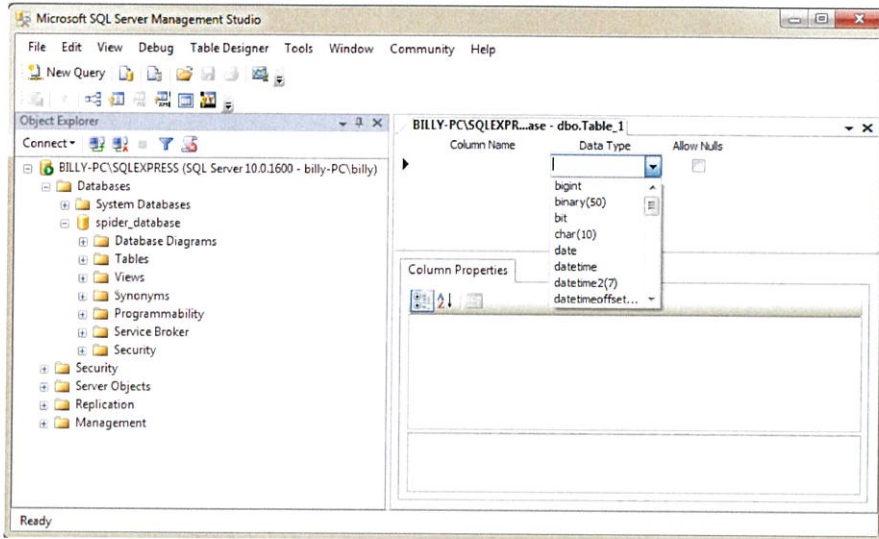 Microsoft SQL Server Management Studio
File Edit View Debug Table Designer Tools Window Community Help
New Query
Object Explorer
Connect
BILLY-PC\SQLEXPRESS (SQL Server 10.0.1600 - billy-PC\billy)
Databases
System Databases
spider_database
Database Diagrams
Tables
Views
Synonyms
Programmability
Service Broker
Security
Security
Server Objects
Replication
Management
BILLY-PC\SQLEXPR...ase - dbo.Table_1
Column Name Data Type Allow Nulls
bigint
binary(50)
bit
char(10)
date
datetime
datetime2(7)
datetimeoffset...
Column Properties
Ready